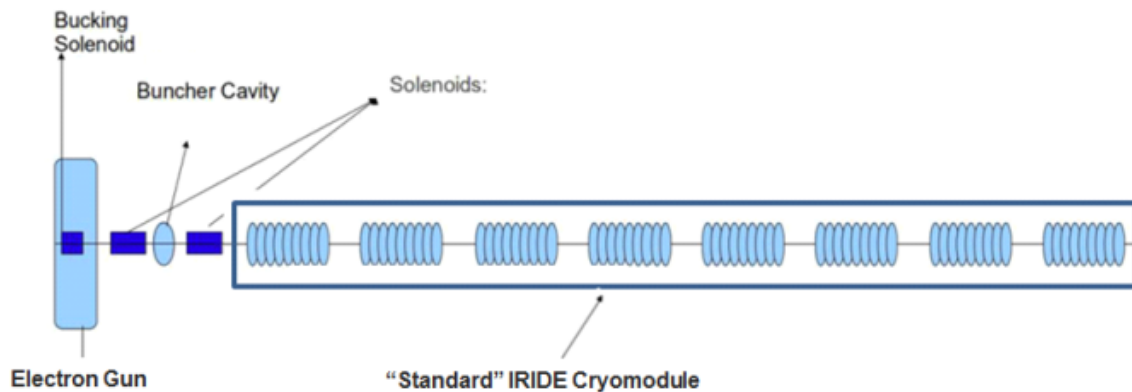 Bucking
Solenoid
Buncher Cavity
Solenoids:
Electron Gun
“Standard” IRIDE Cryomodule